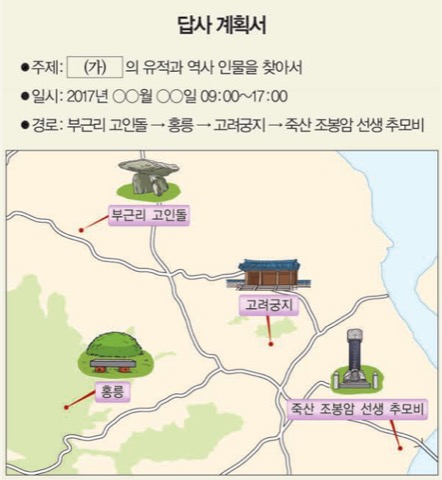 답사 계획서
●주제: (가) 의 유적과 역사 인물을 찾아서
●일시: 2017년 ○○월 ○○일 09:00~17:00
●경로: 부근리 고인돌 → 홍릉 → 고려궁지 → 죽산 조봉암 선생 추모비
부근리 고인돌
고려궁지
홍릉
죽산 조봉암 선생 추모비